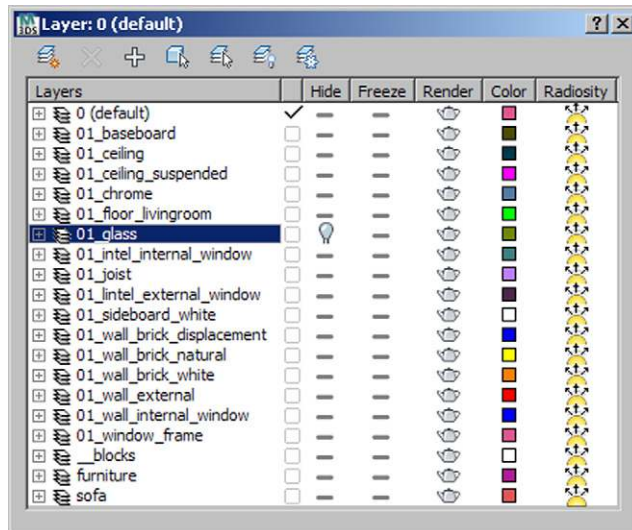 3DS Layer: 0 (default)
Layers Hide Freeze Render Color Radiosity
0 (default)
01_baseboard
01_ceiling
01_ceiling_suspended
01_chrome
01_floor_livingroom
01_glass
01_intel_internal_window
01_joist
01_lintel_external_window
01_sideboard_white
01_wall_brick_displacement
01_wall_brick_natural
01_wall_brick_white
01_wall_external
01_wall_internal_window
01_window_frame
__blocks
furniture
sofa